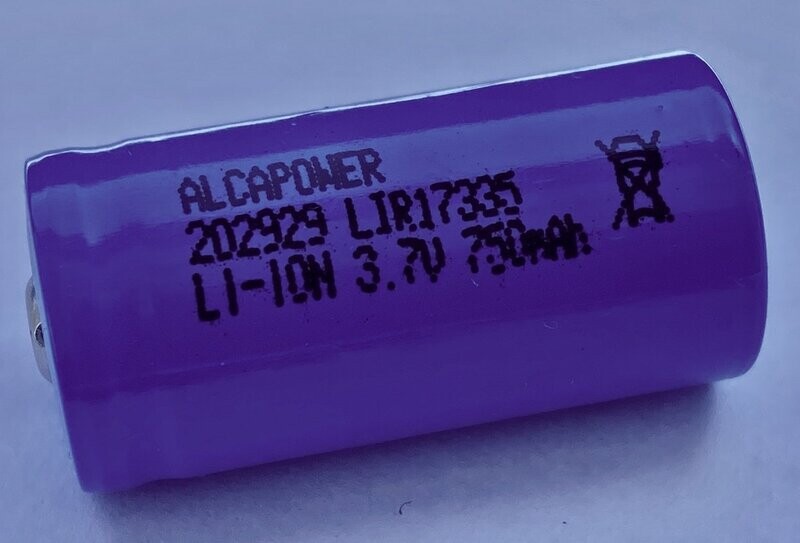 ALCAPOWER
202929 LIR17335
LI-ION 3.7V 750mAh